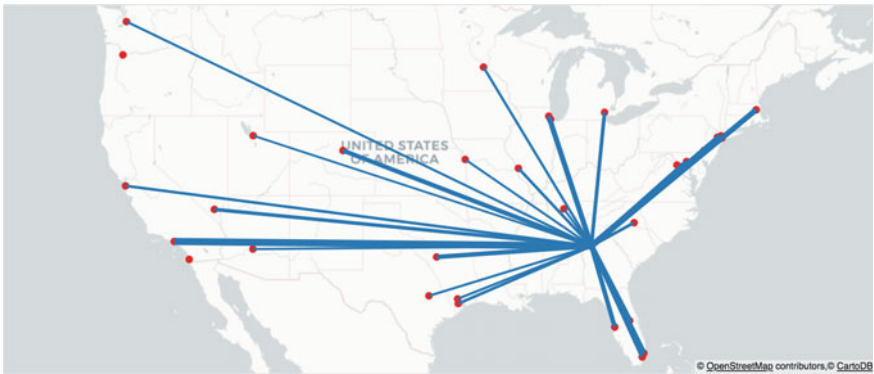 UNITED STATES
OF AMERICA
© OpenStreetMap contributors,© CartoDB